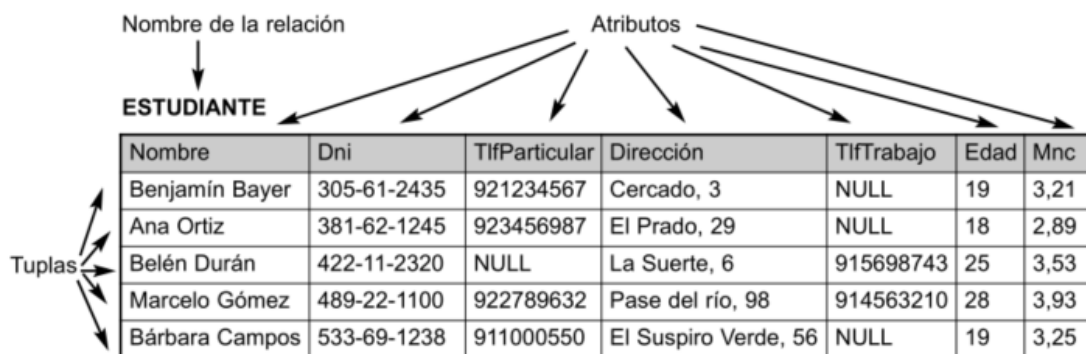 Nombre de la relación Atributos
ESTUDIANTE
Nombre Dni TlfParticular Dirección TlfTrabajo Edad Mnc
Benjamín Bayer 305-61-2435 921234567 Cercado, 3 NULL 19 3,21
Ana Ortiz 381-62-1245 923456987 El Prado, 29 NULL 18 2,89
Tuplas Belén Durán 422-11-2320 NULL La Suerte, 6 915698743 25 3,53
Marcelo Gómez 489-22-1100 922789632 Pase del río, 98 914563210 28 3,93
Bárbara Campos 533-69-1238 911000550 El Suspiro Verde, 56 NULL 19 3,25